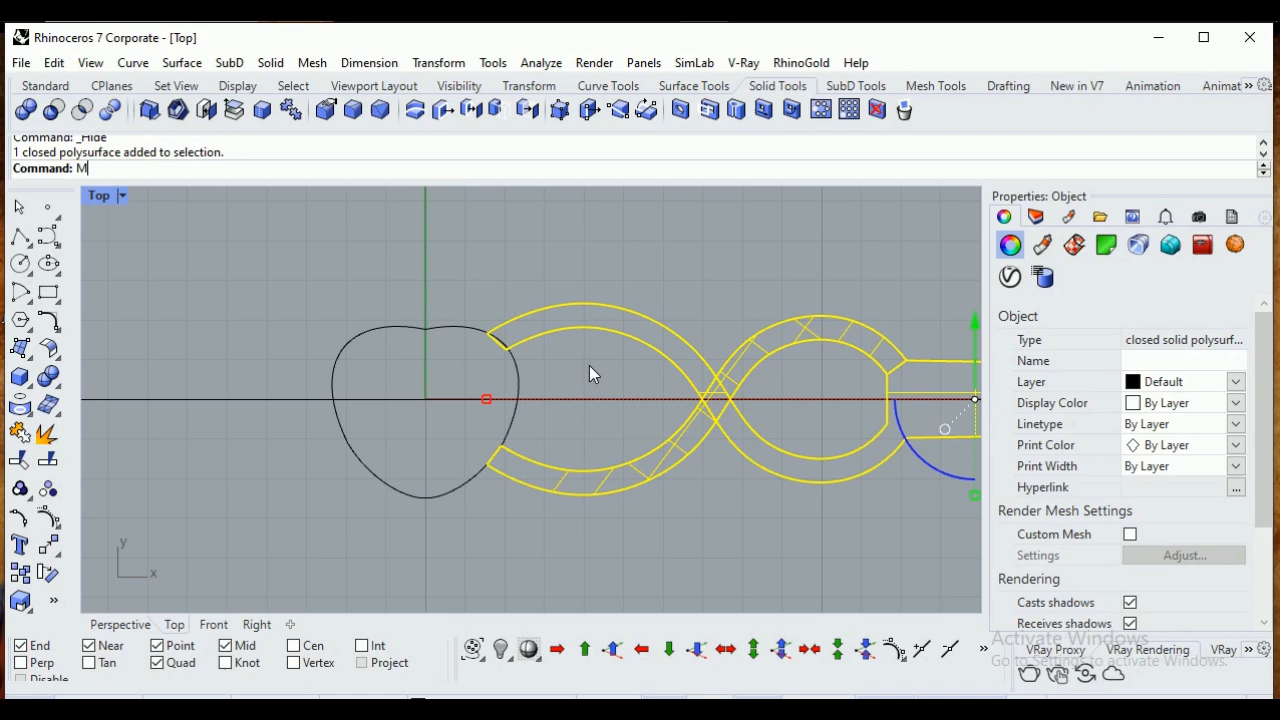 Rhinoceros 7 Corporate - [Top]
File Edit View Curve Surface SubD Solid Mesh Dimension Transform Tools Analyze Render Panels SimLab V-Ray RhinoGold Help
Standard CPlanes Set View Display Select Viewport Layout Visibility Transform Curve Tools Surface Tools Solid Tools SubD Tools Mesh Tools Drafting New in V7 Animation Animat »
Command: _Hide
1 closed polysurface added to selection.
Command: M
Top
Properties: Object
Object
Type closed solid polysurf...
Name
Layer Default
Display Color By Layer
Linetype By Layer
Print Color By Layer
Print Width By Layer
Hyperlink ...
Render Mesh Settings
Custom Mesh
Settings Adjust...
Rendering
Casts shadows
Receives shadows
y
x
»
Perspective Top Front Right
End Near Point Mid Cen Int
Perp Tan Quad Knot Vertex Project
Disable
»
Activate Windows
Go to Settings to activate Windows.
VRay Proxy VRay Rendering VRay »